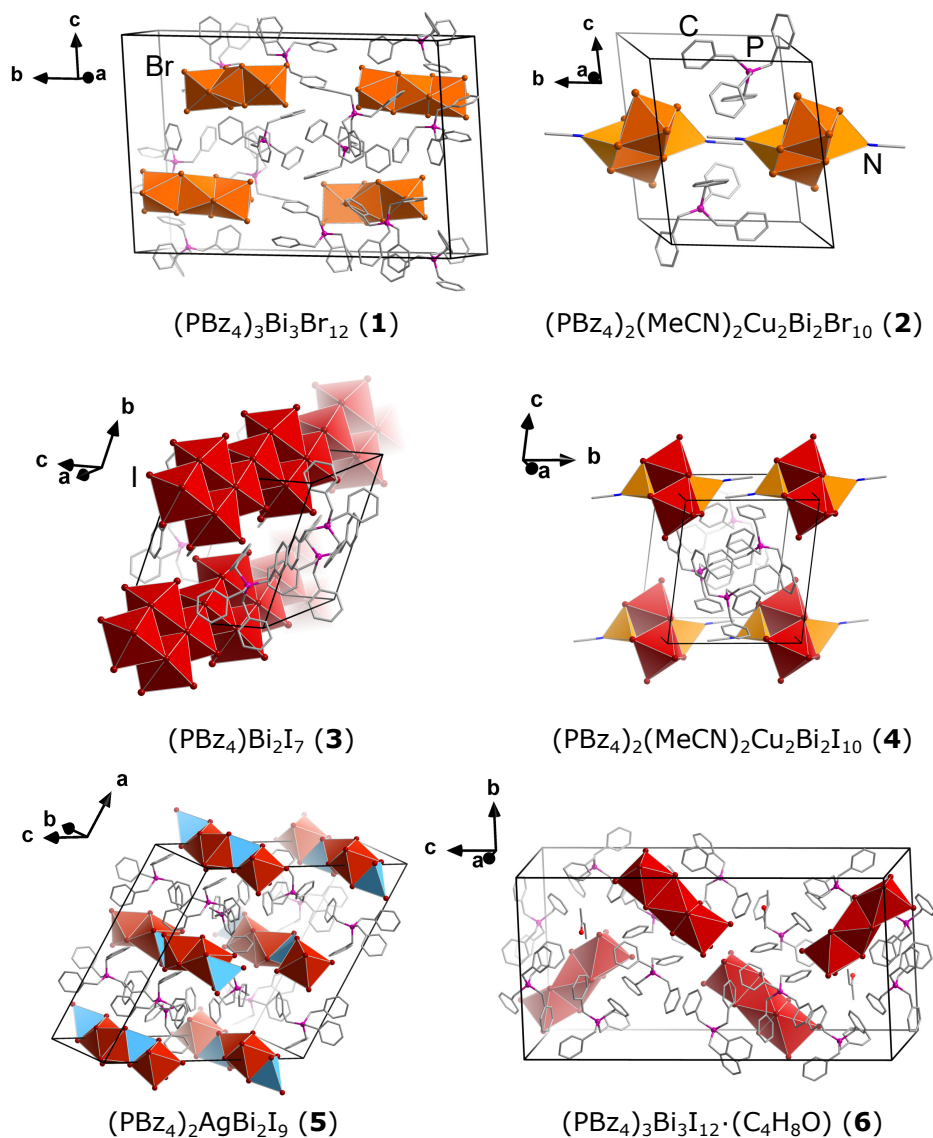 c
b a
Br
c
b a
C P
N
(PBz₄)₃Bi₃Br₁₂ (1)
(PBz₄)₂(MeCN)₂Cu₂Bi₂Br₁₀ (2)
b
c
a
I
c
a b
(PBz₄)Bi₂I₇ (3)
(PBz₄)₂(MeCN)₂Cu₂Bi₂I₁₀ (4)
a
b
c
b
c
a
(PBz₄)₂AgBi₂I₉ (5)
(PBz₄)₃Bi₃I₁₂·(C₄H₈O) (6)